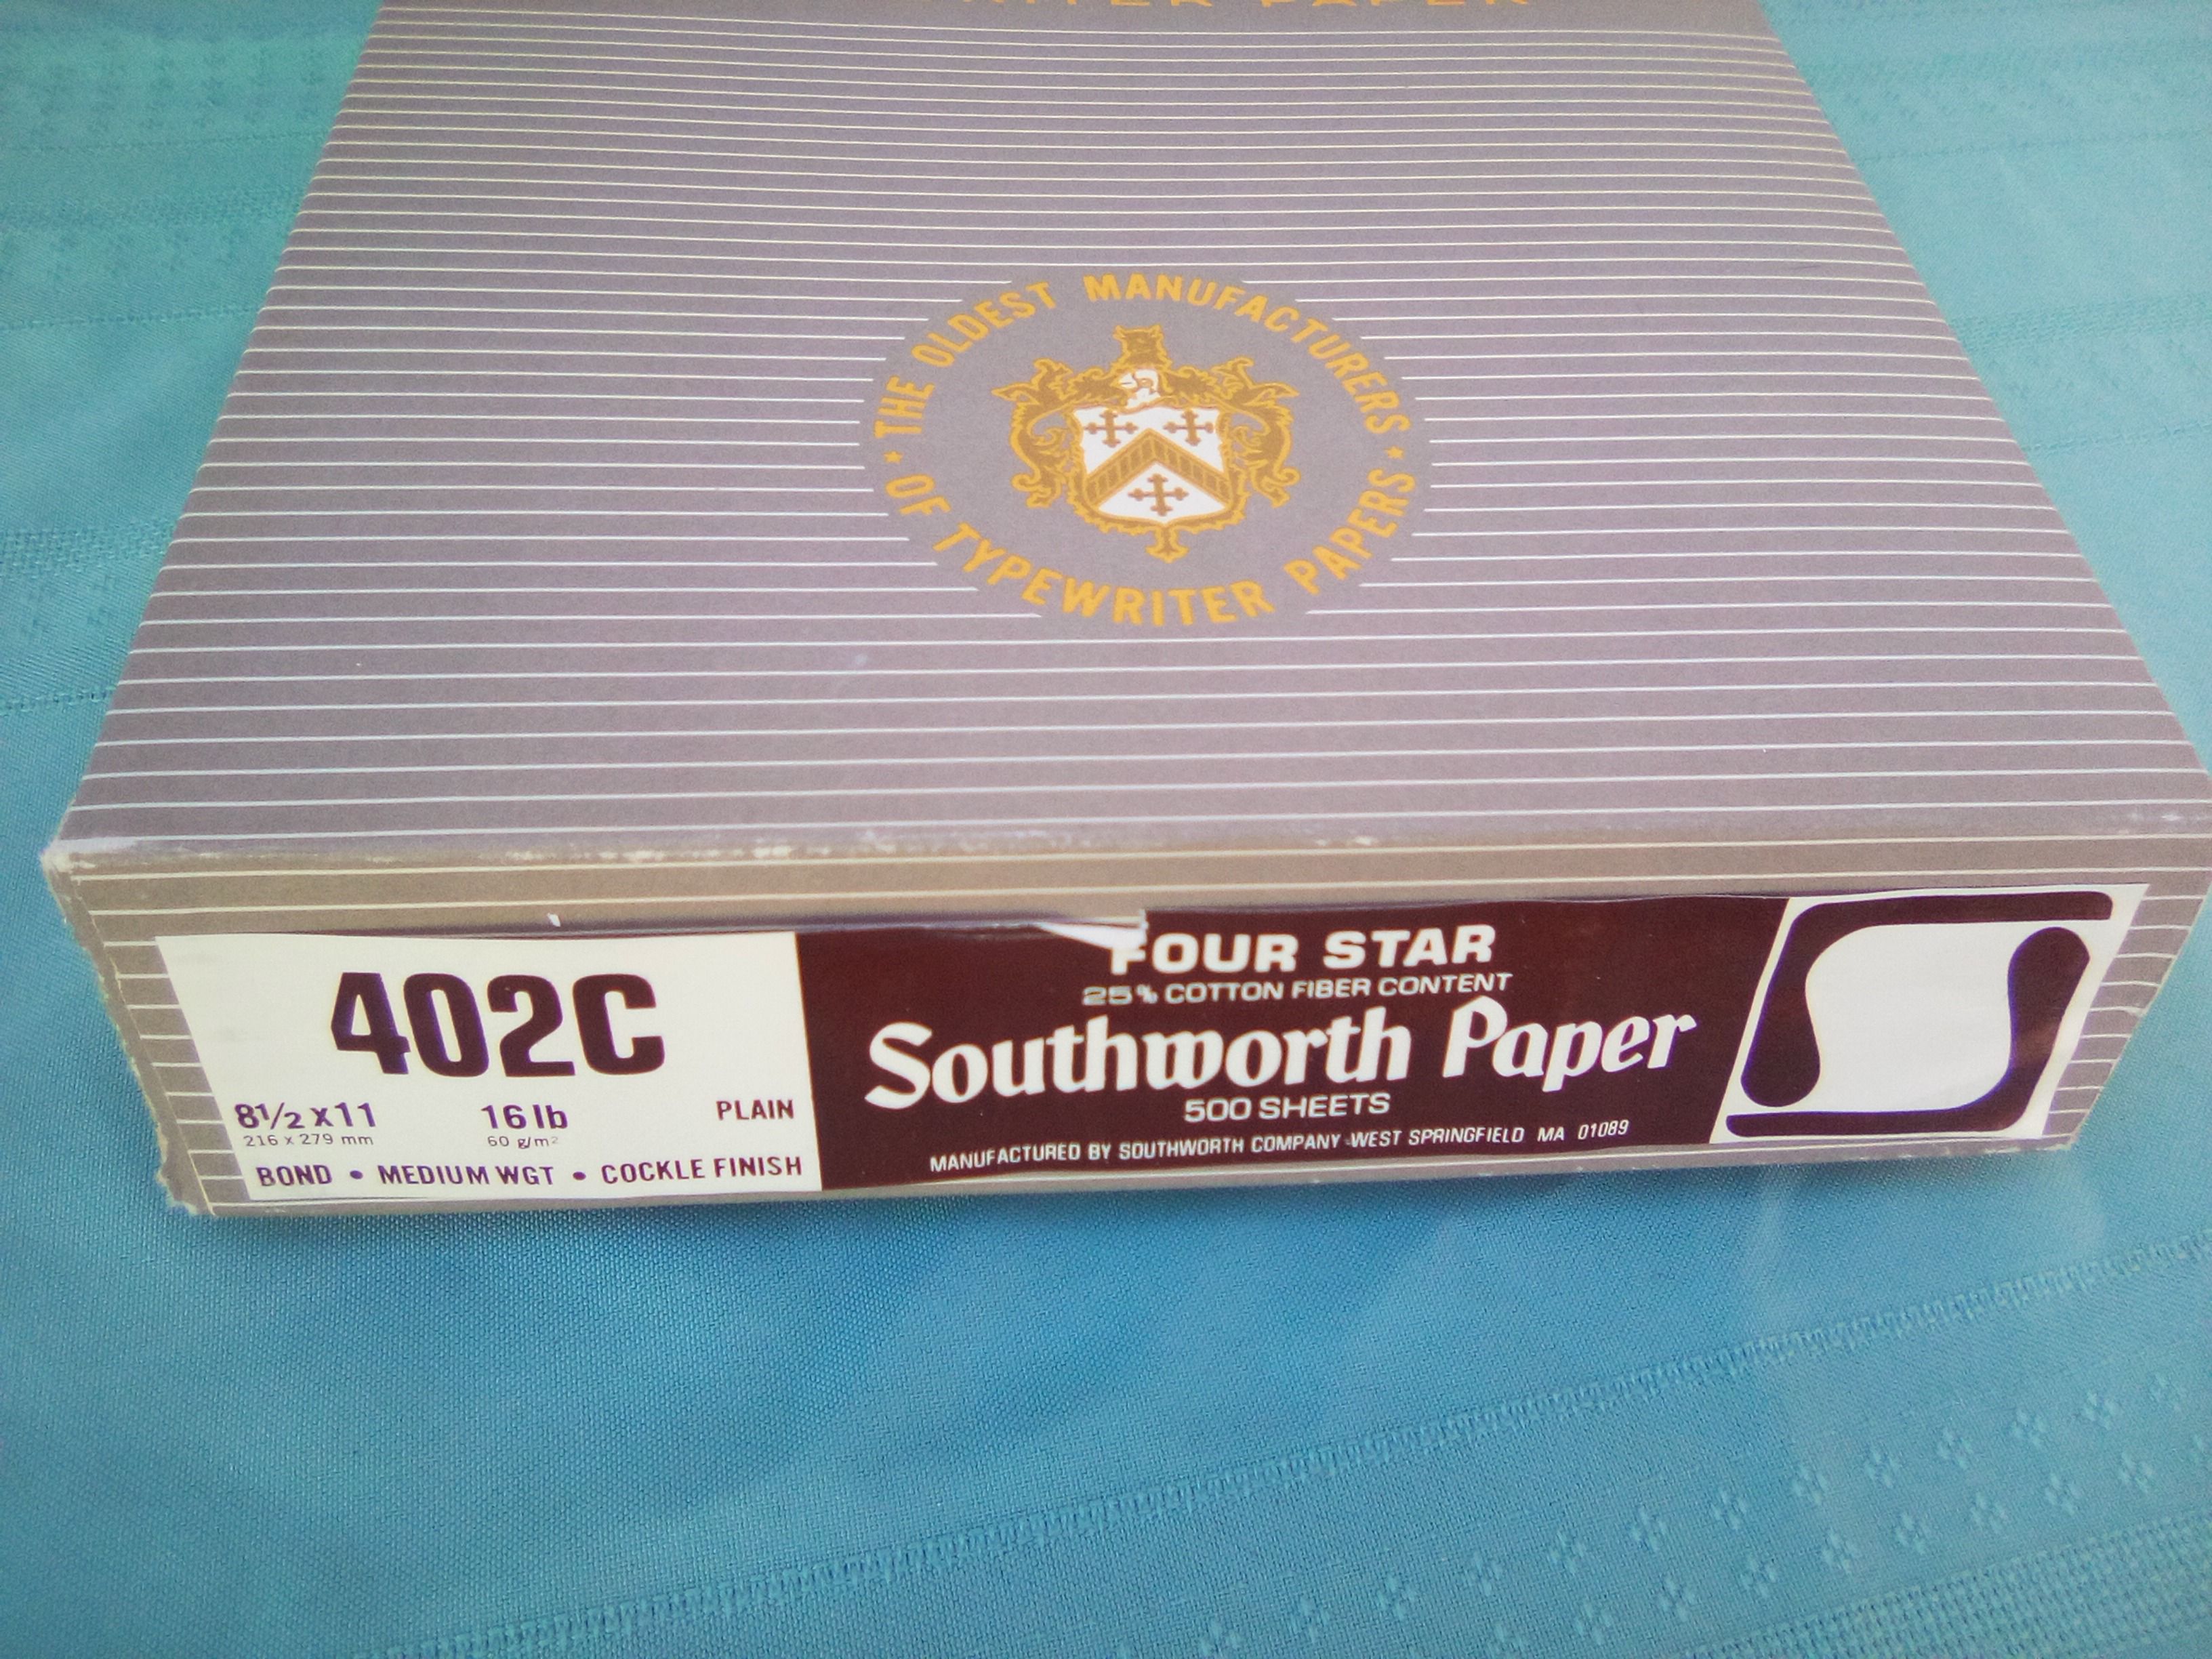 WRITER PAPER
THE OLDEST MANUFACTURERS
OF TYPEWRITER PAPERS
402C
8½ x 11 16 lb PLAIN
216 x 279 mm 60 g/m²
BOND • MEDIUM WGT • COCKLE FINISH
FOUR STAR
25% COTTON FIBER CONTENT
Southworth Paper
500 SHEETS
MANUFACTURED BY SOUTHWORTH COMPANY WEST SPRINGFIELD MA 01089